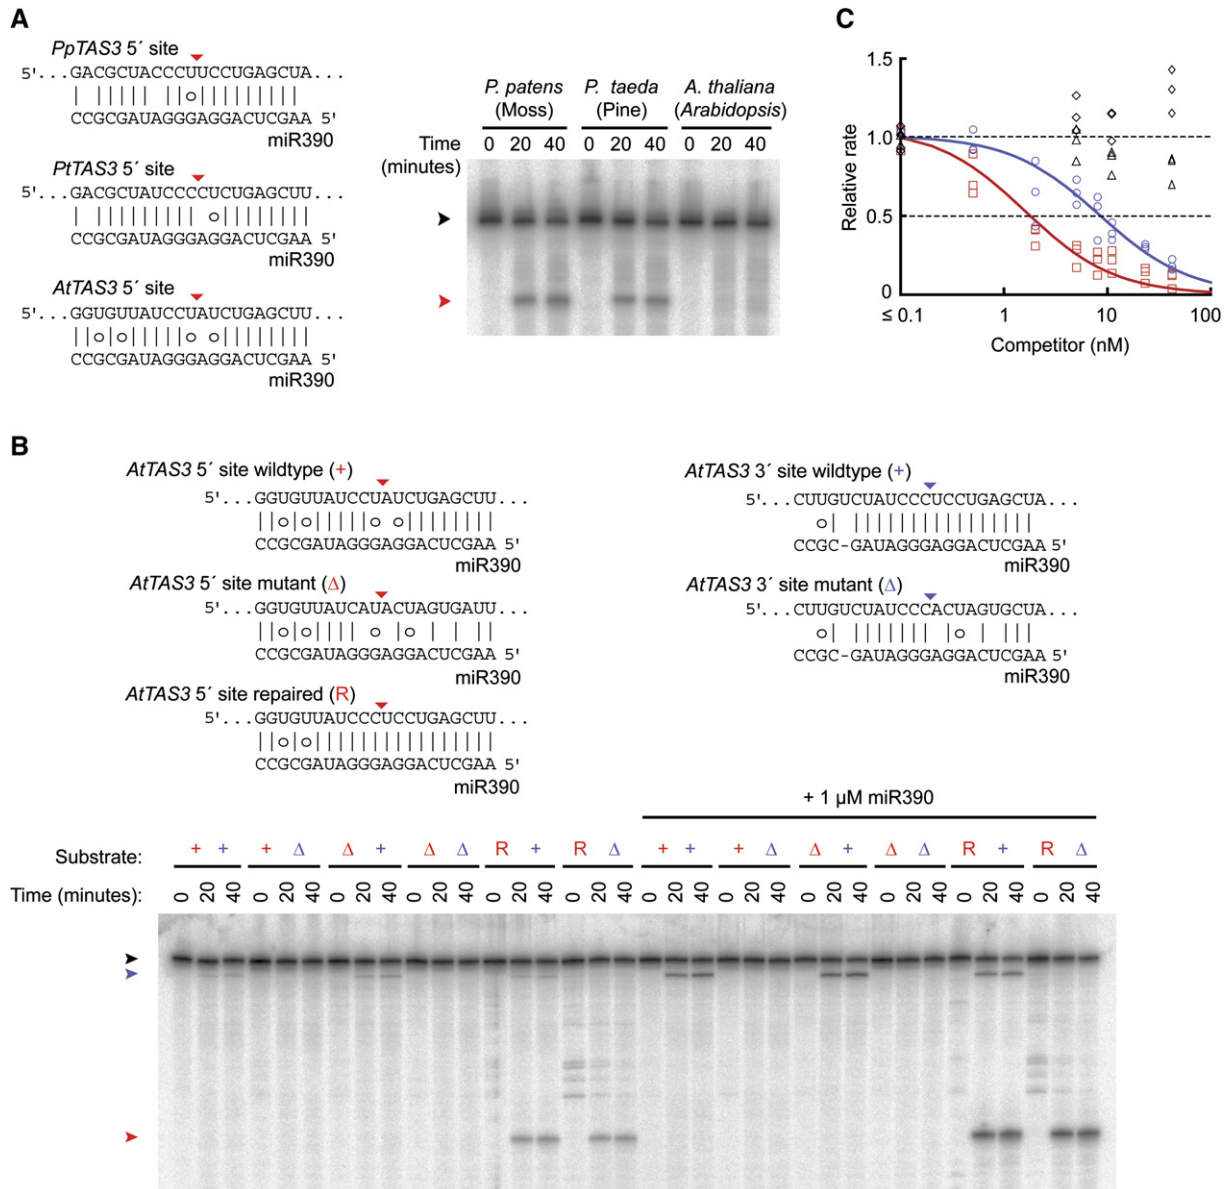 A
PpTAS3 5´ site
5'...GACGCUACCCUUCCUGAGCUA...
CCGCGAUAGGGAGGACUCGAA 5'
miR390
PtTAS3 5´ site
5'...GACGCUAUCCCCUCUGAGCUU...
CCGCGAUAGGGAGGACUCGAA 5'
miR390
AtTAS3 5´ site
5'...GGUGUUAUCCUAUCUGAGCUU...
CCGCGAUAGGGAGGACUCGAA 5'
miR390
P. patens (Moss)
P. taeda (Pine)
A. thaliana (Arabidopsis)
Time (minutes)
0 20 40 0 20 40 0 20 40
C
Relative rate
1.5
1.0
0.5
0
≤ 0.1 1 10 100
Competitor (nM)
B
AtTAS3 5´ site wildtype (+)
5'...GGUGUUAUCCUAUCUGAGCUU...
CCGCGAUAGGGAGGACUCGAA 5'
miR390
AtTAS3 5´ site mutant (Δ)
5'...GGUGUUAUCAUACUAGUGAUU...
CCGCGAUAGGGAGGACUCGAA 5'
miR390
AtTAS3 5´ site repaired (R)
5'...GGUGUUAUCCCUCCUGAGCUU...
CCGCGAUAGGGAGGACUCGAA 5'
miR390
AtTAS3 3´ site wildtype (+)
5'...CUUGUCUAUCCCUCCUGAGCUA...
CCGC-GAUAGGGAGGACUCGAA 5'
miR390
AtTAS3 3´ site mutant (Δ)
5'...CUUGUCUAUCCCACUAGUGCUA...
CCGC-GAUAGGGAGGACUCGAA 5'
miR390
+ 1 µM miR390
Substrate: + + + Δ Δ + Δ Δ R + R Δ + + + Δ Δ + Δ Δ R + R Δ
Time (minutes): 0 20 40 0 20 40 0 20 40 0 20 40 0 20 40 0 20 40 0 20 40 0 20 40 0 20 40 0 20 40 0 20 40 0 20 40